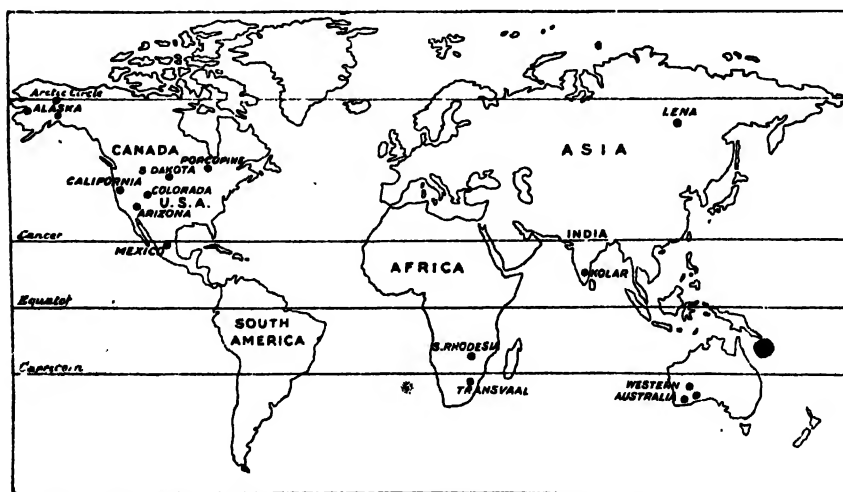 Arctic Circle
ALASKA
LENA
CANADA
ASIA
PORCOPINE
S DAKOTA
CALIFORNIA
COLORADA
U.S.A.
ARIZONA
Cancer
MEXICO
INDIA
AFRICA
KOLAR
Equator
SOUTH
AMERICA
S.RHODESIA
Capricorn
TRANSVAAL
WESTERN
AUSTRALIA